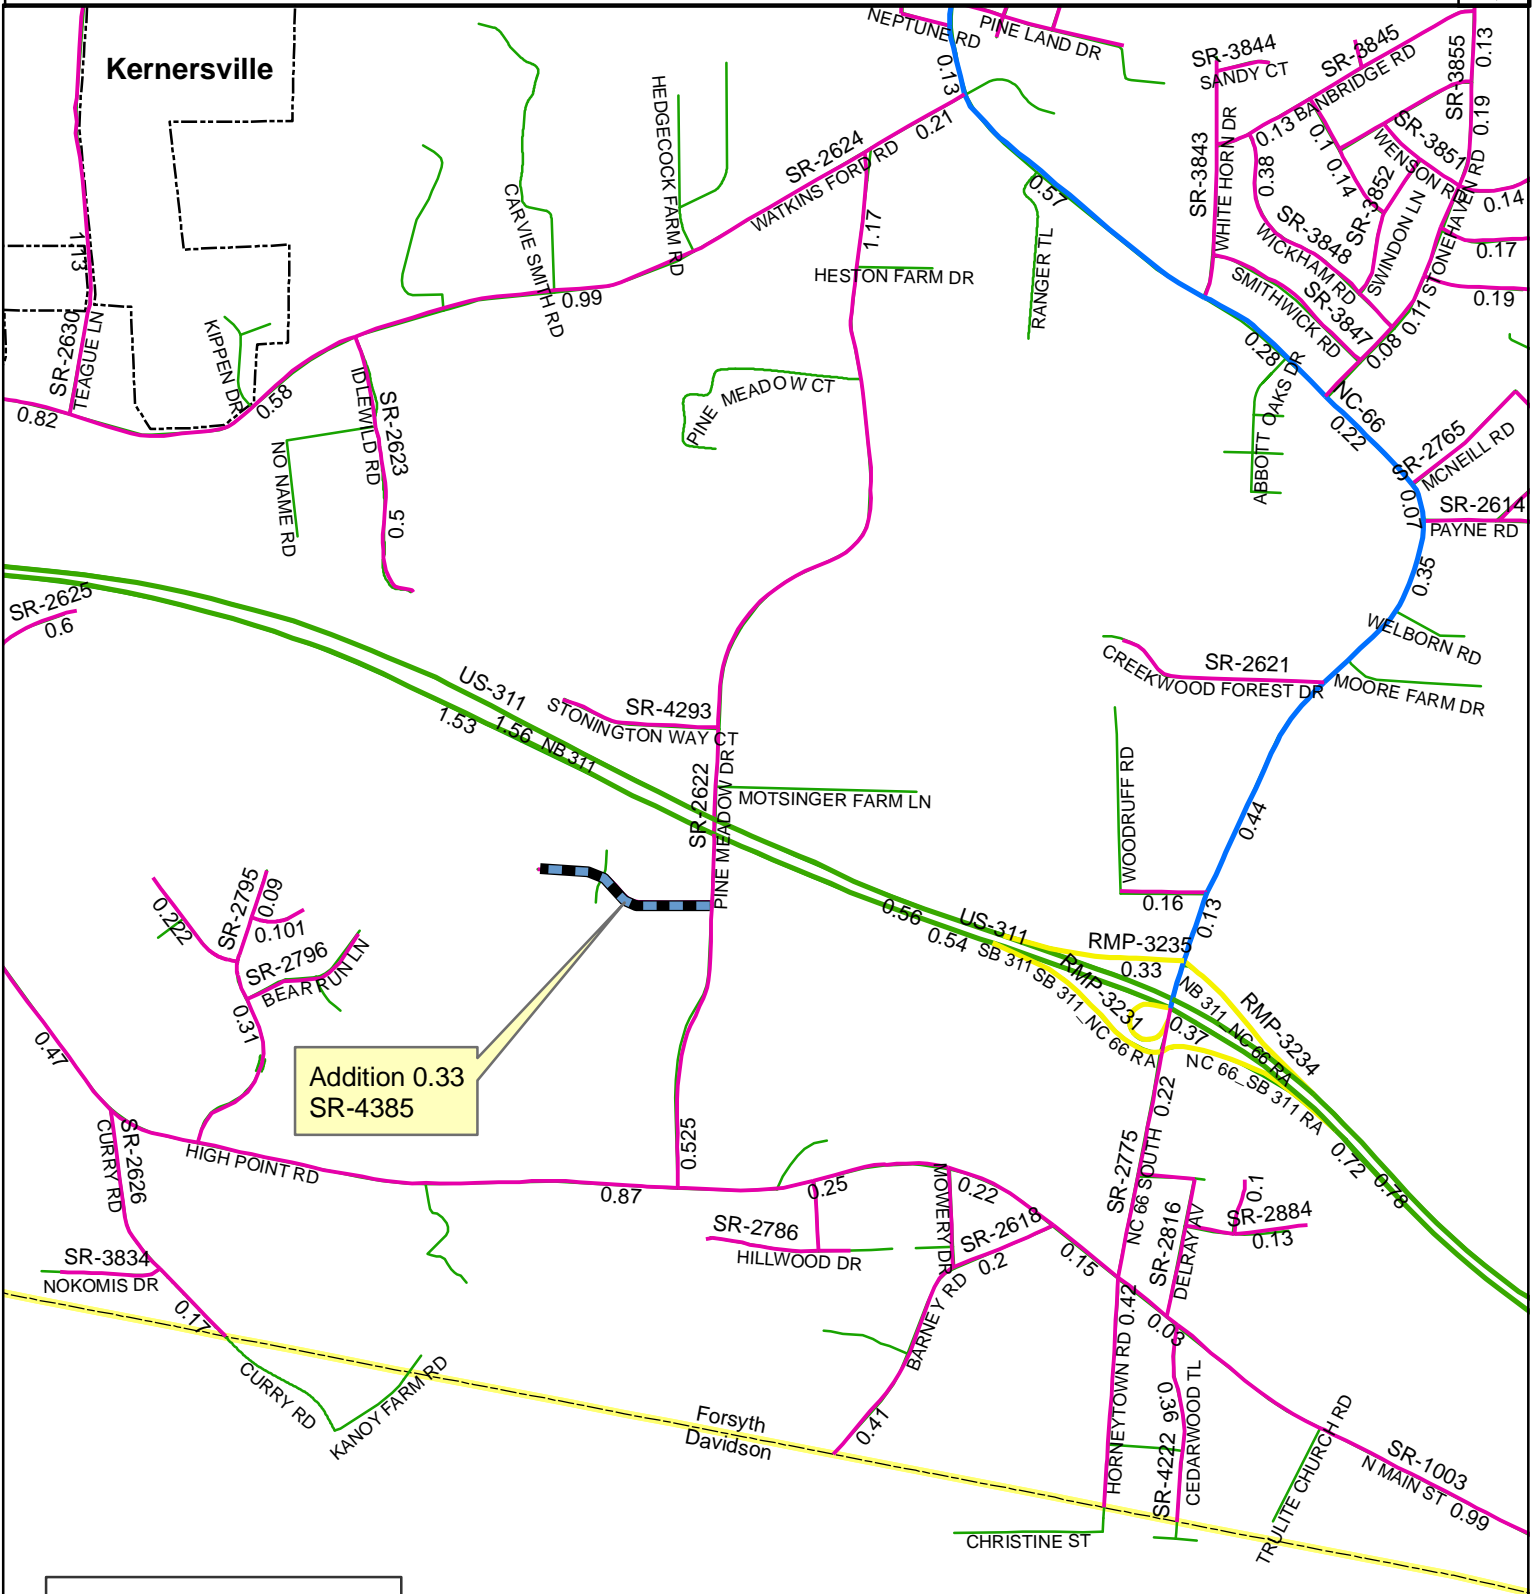 NEPTUNE RD
PINE LAND DR
0.13
Kernersville
SR-3844
SANDY CT
SR-3845
BANBRIDGE RD
SR-3855
0.13
0.19
HEDGECOCK FARM RD
SR-2624
WATKINS FORD RD
0.21
0.57
SR-3843
WHITE HORN DR
0.13
0.1
0.14
0.38
SR-3851
WENSON RD
SR-3852
SWINDON LN
STONEHAVEN RD
0.14
0.17
0.19
SR-3848
WICKHAM RD
SMITHWICK RD
SR-3847
0.11
0.08
CARVIE SMITH RD
0.99
1.17
HESTON FARM DR
RANGER TL
1.13
SR-2630
TEAGUE LN
KIPPEN DR
0.58
0.82
IDLEWILD RD
SR-2623
0.5
NO NAME RD
PINE MEADOW CT
0.28
ABBOTT OAKS DR
NC-66
0.22
SR-2765
MCNEILL RD
0.07
SR-2614
PAYNE RD
0.35
WELBORN RD
SR-2625
0.6
SR-2621
CREEKWOOD FOREST DR
MOORE FARM DR
US-311
1.53
1.56
NB 311
SR-4293
STONINGTON WAY CT
SR-2622
PINE MEADOW DR
MOTSINGER FARM LN
WOODRUFF RD
0.44
0.16
0.13
SR-2795
0.09
0.222
0.101
SR-2796
BEAR RUN LN
0.31
0.47
0.56
0.54
US-311
SB 311
SB 311_NC 66 RA
RMP-3235
0.33
RMP-3231
NB 311_NC 66 RA
RMP-3234
0.37
NC 66_SB 311 RA
0.72
0.78
Addition 0.33
SR-4385
0.525
CURRY RD
SR-2626
HIGH POINT RD
0.87
0.25
MOWERY DR
0.22
SR-2618
0.2
0.15
SR-2775
NC 66 SOUTH
0.22
SR-2816
DELRAY AV
0.1
SR-2884
0.13
SR-2786
HILLWOOD DR
SR-3834
NOKOMIS DR
0.17
CURRY RD
KANOY FARM RD
BARNEY RD
0.41
Forsyth
Davidson
HORNEYTOWN RD
0.42
0.03
0.36
SR-4222
CEDARWOOD TL
CHRISTINE ST
TRULITE CHURCH RD
SR-1003
N MAIN ST
0.99